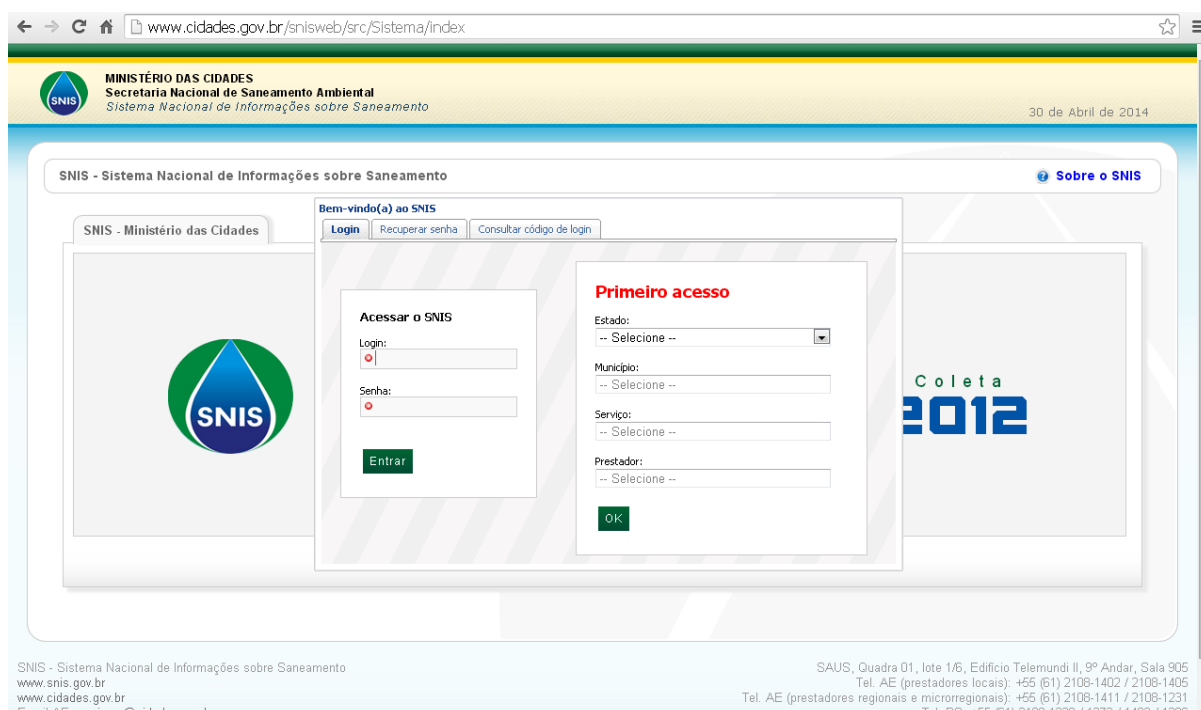 www.cidades.gov.br/snisweb/src/Sistema/index
SNIS
MINISTÉRIO DAS CIDADES
Secretaria Nacional de Saneamento Ambiental
Sistema Nacional de Informações sobre Saneamento
30 de Abril de 2014
SNIS - Sistema Nacional de Informações sobre Saneamento
Sobre o SNIS
SNIS - Ministério das Cidades
Bem-vindo(a) ao SNIS
Login
Recuperar senha
Consultar código de login
SNIS
Acessar o SNIS
Login:
Senha:
Entrar
Primeiro acesso
Estado:
-- Selecione --
Município:
-- Selecione --
Serviço:
-- Selecione --
Prestador:
-- Selecione --
OK
Coleta
2012
SNIS - Sistema Nacional de Informações sobre Saneamento
www.snis.gov.br
www.cidades.gov.br
SAUS, Quadra 01, lote 1/6, Edifício Telemundi II, 9º Andar, Sala 905
Tel. AE (prestadores locais): +55 (61) 2108-1402 / 2108-1405
Tel. AE (prestadores regionais e microrregionais): +55 (61) 2108-1411 / 2108-1231